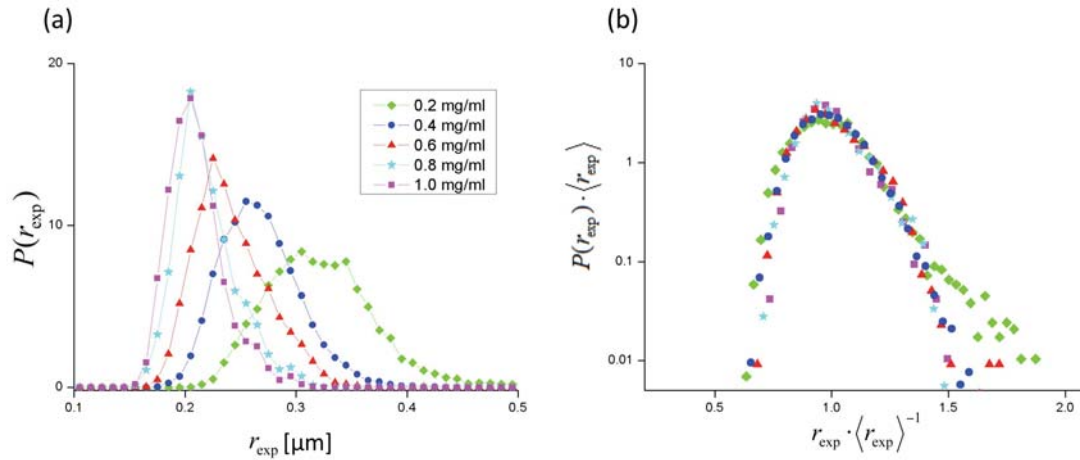 (a)
20
10
0
P(r_exp)
0.2 mg/ml
0.4 mg/ml
0.6 mg/ml
0.8 mg/ml
1.0 mg/ml
0.1 0.2 0.3 0.4 0.5
r_exp [μm]
(b)
10
1
0.1
0.01
P(r_exp)·⟨r_exp⟩
0.5 1.0 1.5 2.0
r_exp·⟨r_exp⟩⁻¹